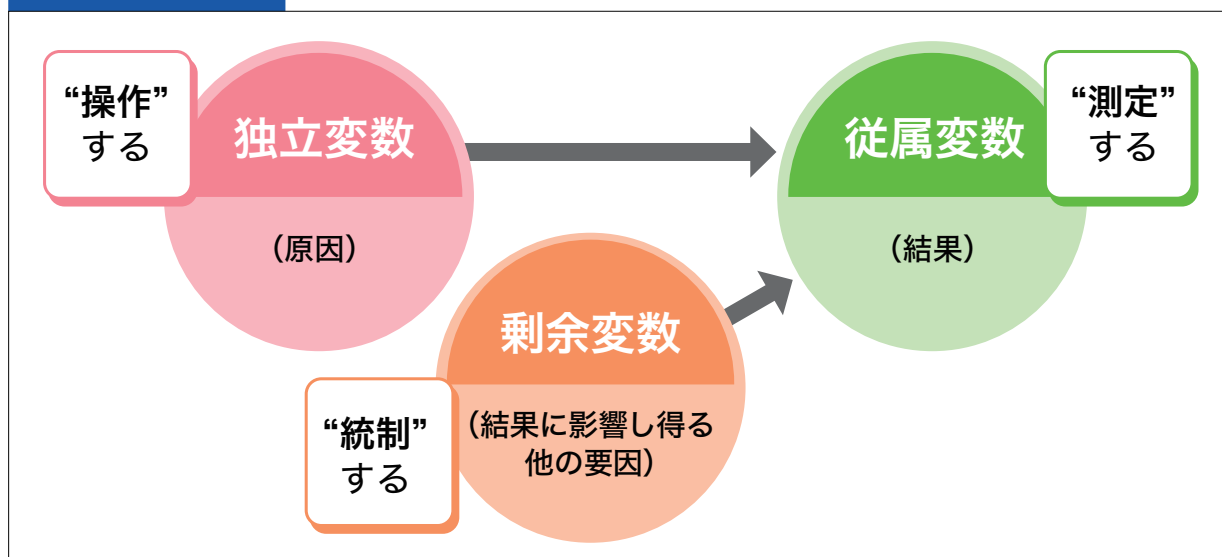 “操作”
する
独立変数
（原因）
従属変数
（結果）
“測定”
する
剰余変数
（結果に影響し得る
他の要因）
“統制”
する